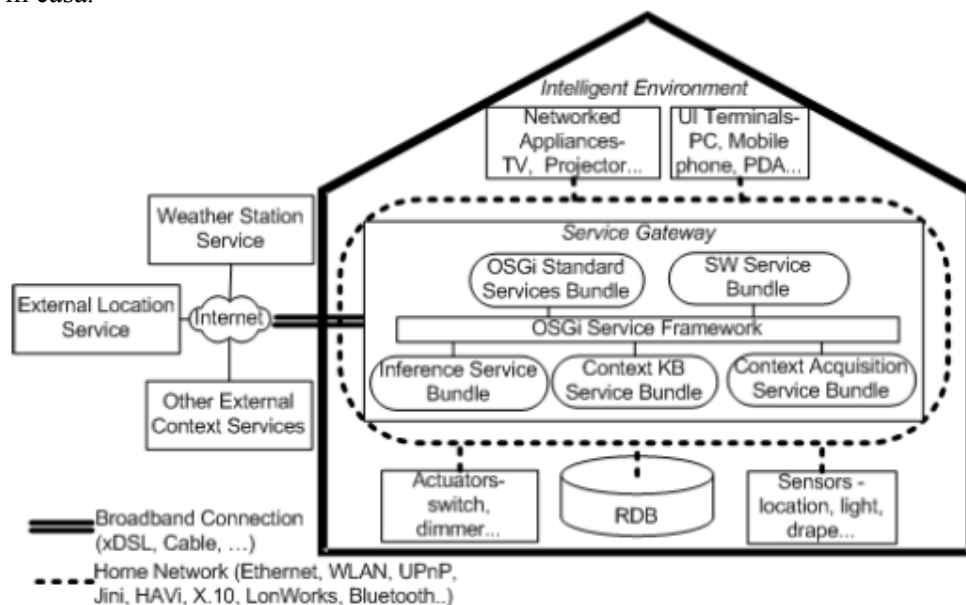 in casa.
Intelligent Environment
Networked
Appliances-
TV, Projector...
UI Terminals-
PC, Mobile
phone, PDA...
Weather Station
Service
External Location
Service
Internet
Other External
Context Services
Service Gateway
OSGi Standard
Services Bundle
SW Service
Bundle
OSGi Service Framework
Inference Service
Bundle
Context KB
Service Bundle
Context Acquisition
Service Bundle
Actuators-
switch,
dimmer...
RDB
Sensors -
location, light,
drape...
Broadband Connection
(xDSL, Cable, ...)
Home Network (Ethernet, WLAN, UPnP,
Jini, HAVi, X.10, LonWorks, Bluetooth..)